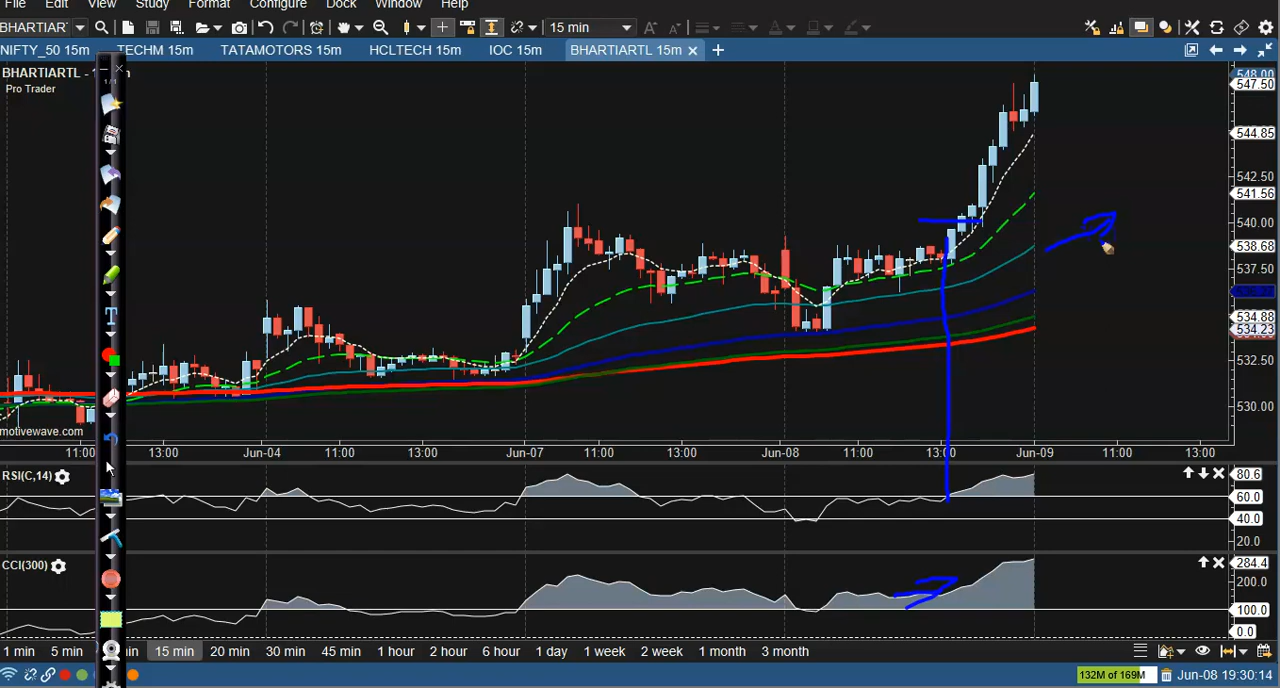 File Edit View Study Format Configure Dock Window Help
BHARTIAR 15 min
NIFTY_50 15m TECHM 15m TATAMOTORS 15m HCLTECH 15m IOC 15m BHARTIARTL 15m
BHARTIARTL -
Pro Trader
548.00
547.50
544.85
542.50
541.56
540.00
538.68
537.50
534.88
534.23
532.50
530.00
motivewave.com
11:00 13:00 Jun-04 11:00 13:00 Jun-07 11:00 13:00 Jun-08 11:00 13:00 Jun-09 11:00 13:00
RSI(C,14)
80.6
60.0
40.0
20.0
CCI(300)
284.4
200.0
100.0
0.0
1 min 5 min 15 min 20 min 30 min 45 min 1 hour 2 hour 6 hour 1 day 1 week 2 week 1 month 3 month
132M of 169M Jun-08 19:30:14